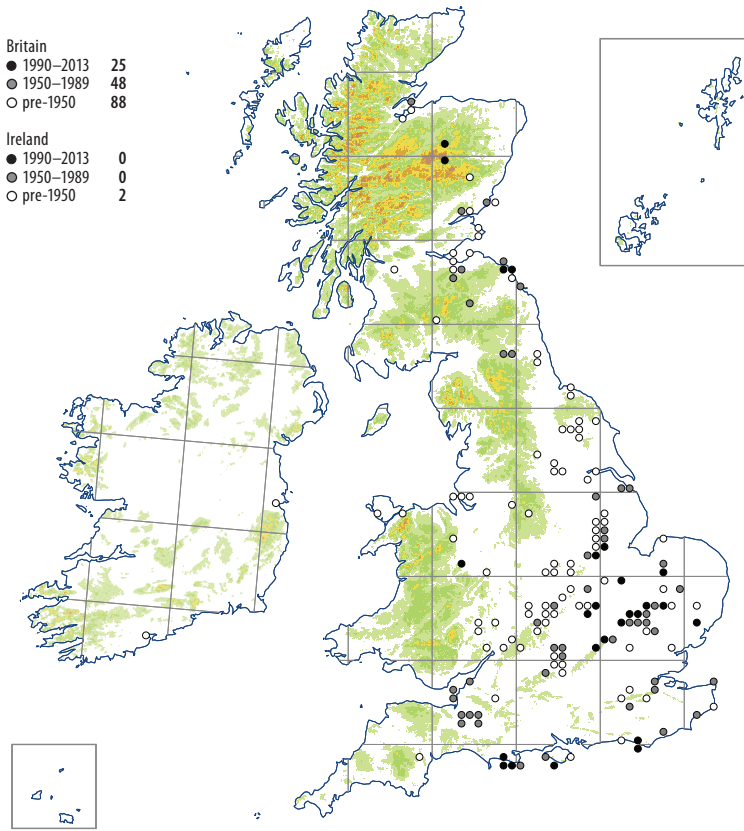 Britain
● 1990–2013 25
● 1950–1989 48
○ pre-1950 88
Ireland
● 1990–2013 0
● 1950–1989 0
○ pre-1950 2